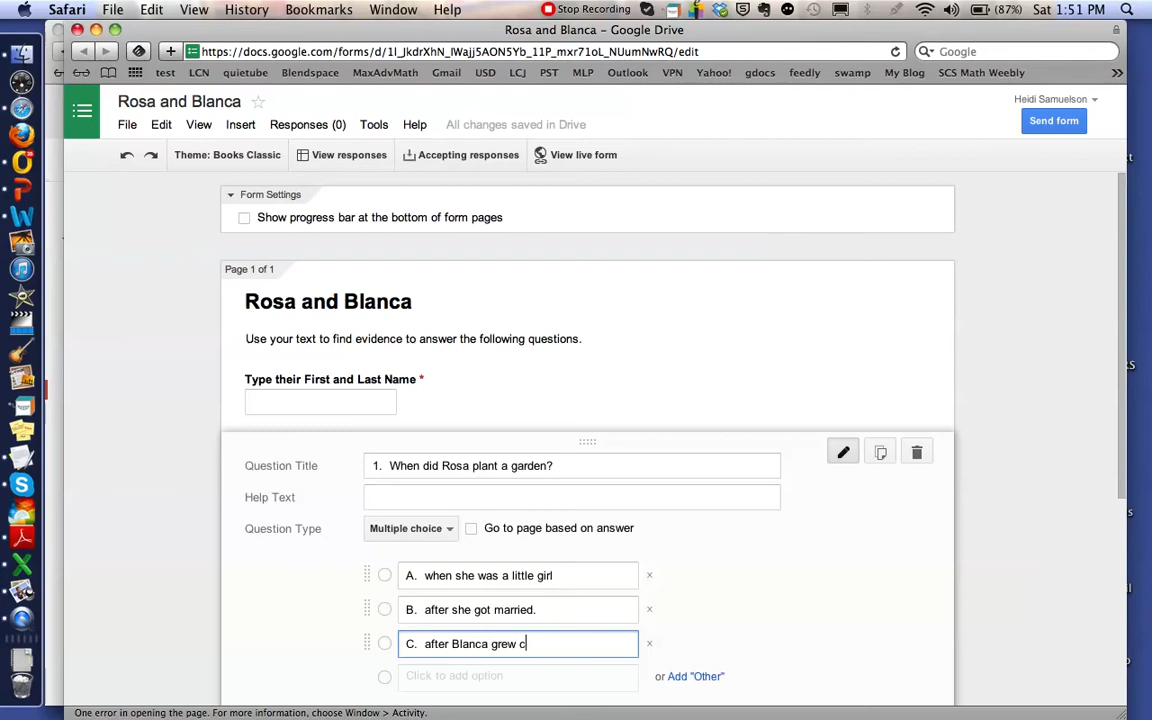 Safari File Edit View History Bookmarks Window Help Stop Recording (87%) Sat 1:51 PM
Rosa and Blanca – Google Drive
https://docs.google.com/forms/d/1l_JkdrXhN_lWajj5AON5Yb_11P_mxr71oL_NUumNwRQ/edit Google
test LCN quietube Blendspace MaxAdvMath Gmail USD LCJ PST MLP Outlook VPN Yahoo! gdocs feedly swamp My Blog SCS Math Weebly
Rosa and Blanca Heidi Samuelson
File Edit View Insert Responses (0) Tools Help All changes saved in Drive Send form
Theme: Books Classic View responses Accepting responses View live form
Form Settings
Show progress bar at the bottom of form pages
Page 1 of 1
Rosa and Blanca
Use your text to find evidence to answer the following questions.
Type their First and Last Name *
Question Title 1. When did Rosa plant a garden?
Help Text
Question Type Multiple choice Go to page based on answer
A. when she was a little girl
B. after she got married.
C. after Blanca grew c
Click to add option or Add "Other"
One error in opening the page. For more information, choose Window > Activity.